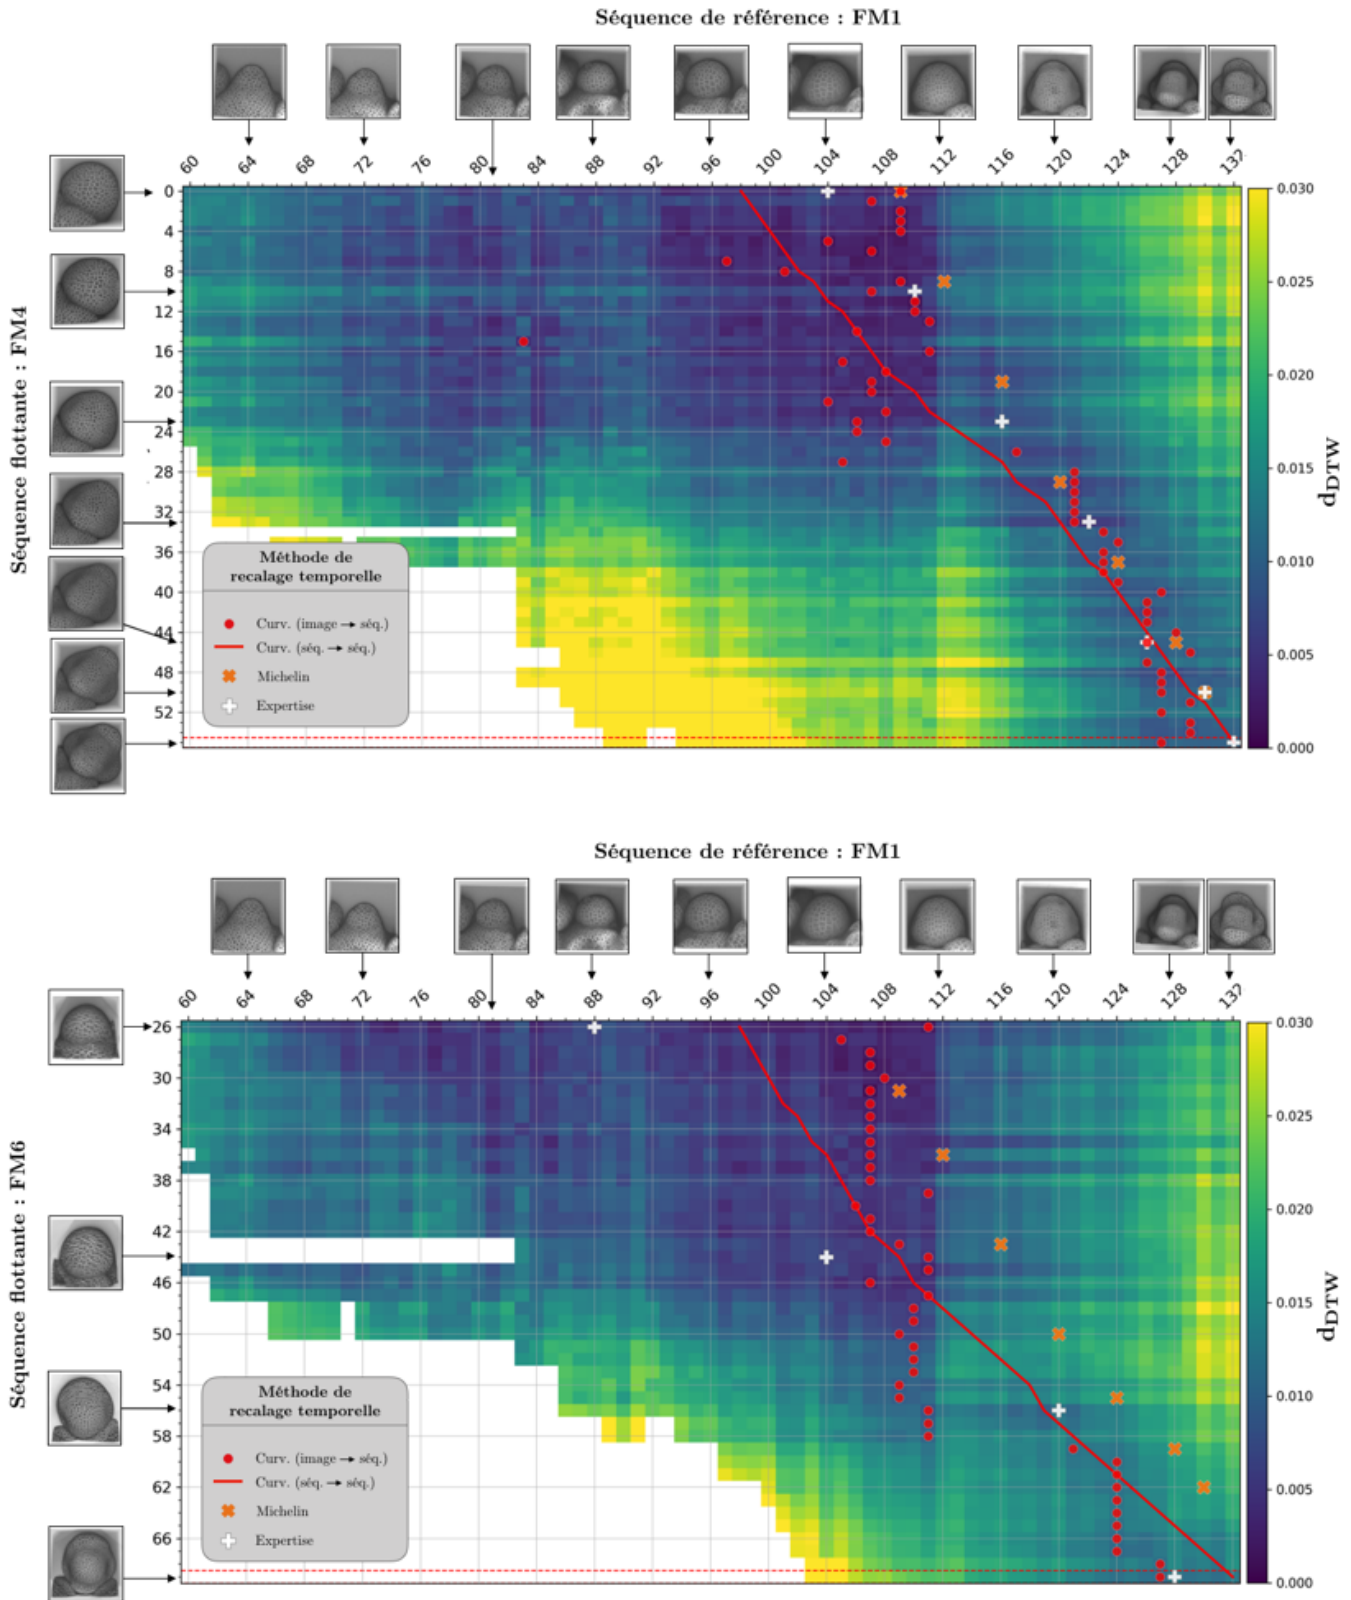 Séquence de référence : FM1
60 64 68 72 76 80 84 88 92 96 100 104 108 112 116 120 124 128 132
Séquence flottante : FM4
0
4
8
12
16
20
24
28
32
36
40
44
48
52
Méthode de
recalage temporelle
Curv. (image → séq.)
Curv. (séq. → séq.)
Michelin
Expertise
0.030
0.025
0.020
0.015
0.010
0.005
0.000
dDTW
Séquence de référence : FM1
60 64 68 72 76 80 84 88 92 96 100 104 108 112 116 120 124 128 132
Séquence flottante : FM6
26
30
34
38
42
46
50
54
58
62
66
Méthode de
recalage temporelle
Curv. (image → séq.)
Curv. (séq. → séq.)
Michelin
Expertise
0.030
0.025
0.020
0.015
0.010
0.005
0.000
dDTW